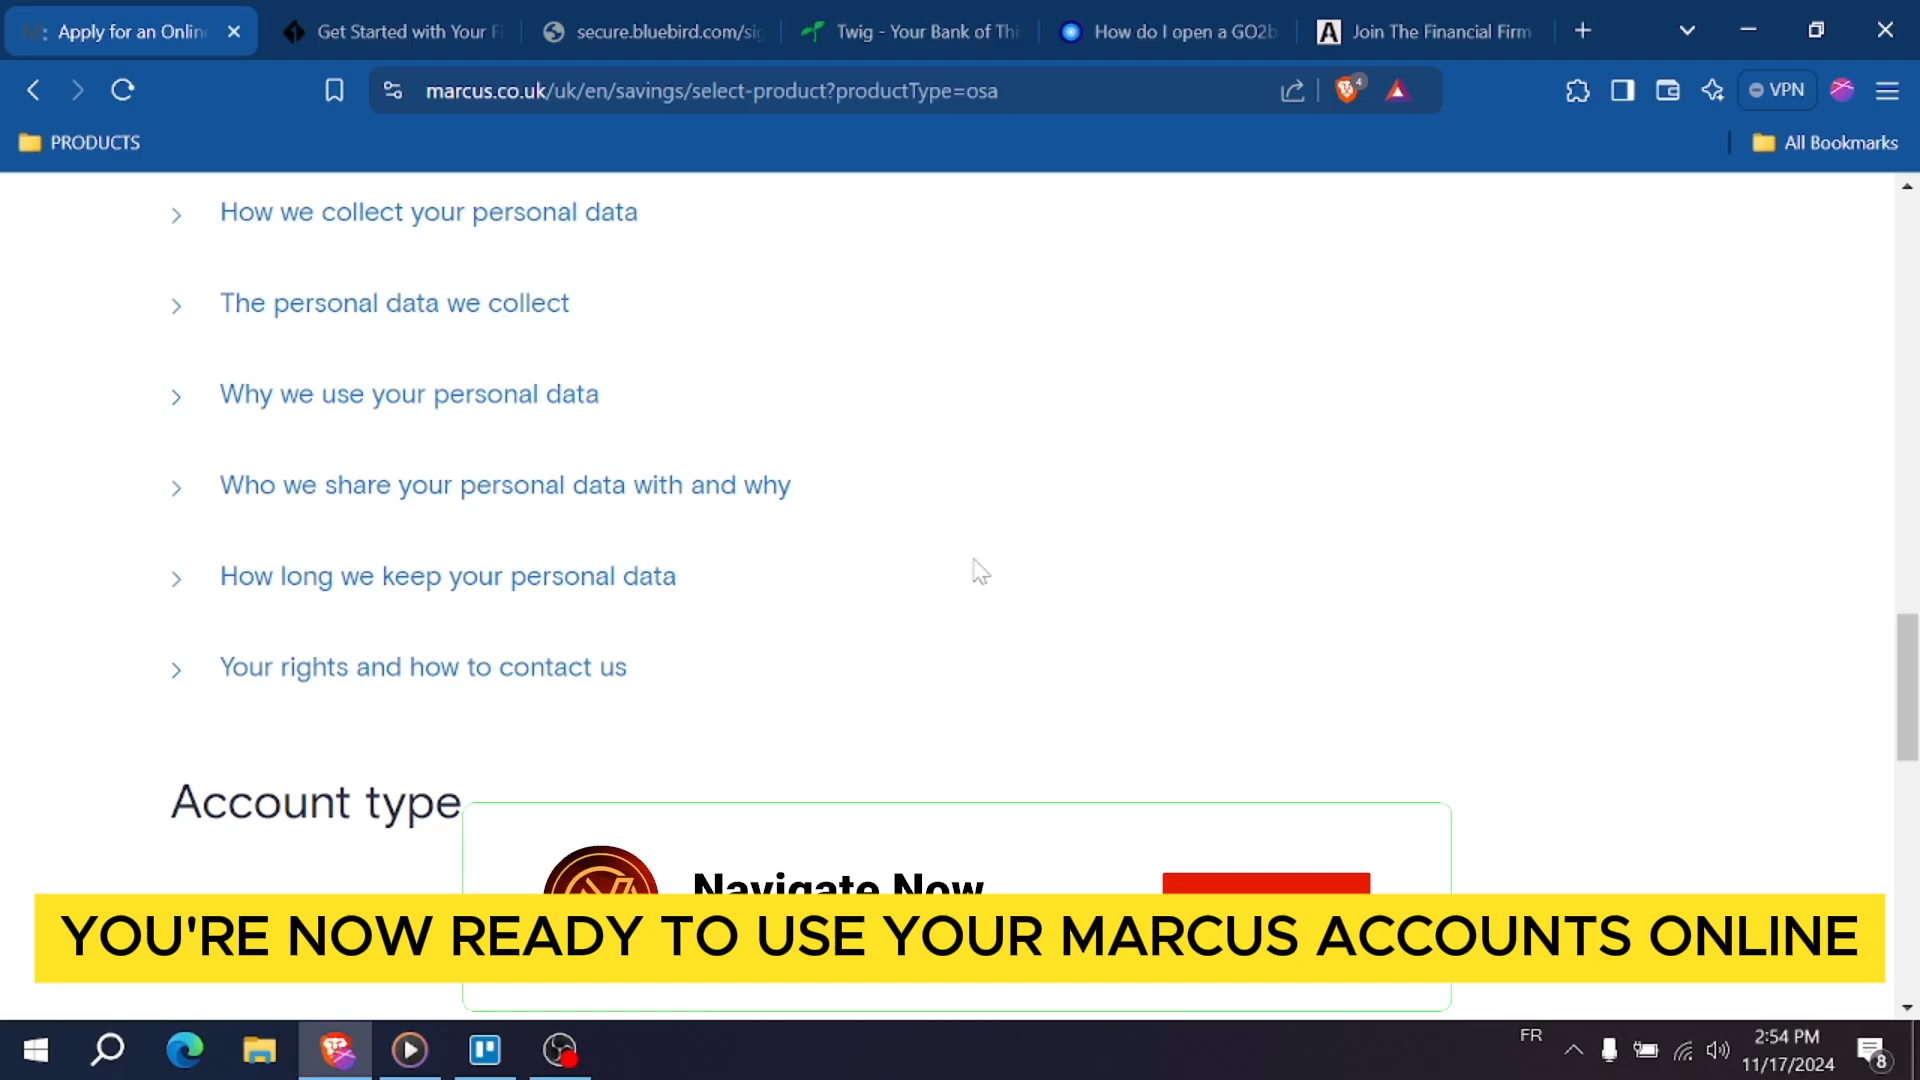 Apply for an Onlin
Get Started with Your Fi
secure.bluebird.com/sig
Twig - Your Bank of Thi
How do I open a GO2b
Join The Financial Firm
marcus.co.uk/uk/en/savings/select-product?productType=osa
4
VPN
PRODUCTS
All Bookmarks
How we collect your personal data
The personal data we collect
Why we use your personal data
Who we share your personal data with and why
How long we keep your personal data
Your rights and how to contact us
Account type
Navigate Now
YOU'RE NOW READY TO USE YOUR MARCUS ACCOUNTS ONLINE
FR
2:54 PM
11/17/2024
8